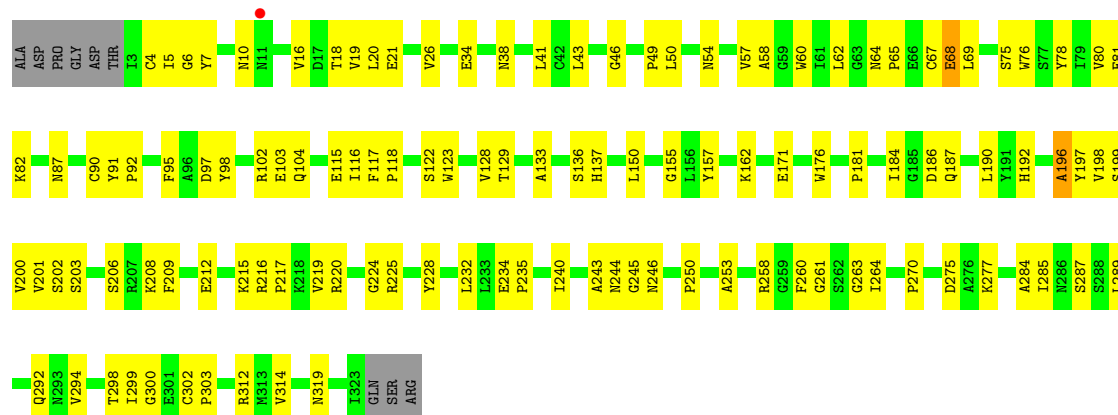 ALA ASP PRO GLY ASP THR I3 C4 I5 G6 Y7 N10 N11 V16 D17 T18 V19 L20 E21 V26 E34 N38 L41 C42 L43 G46 P49 L50 N54 V57 A58 G59 W60 I61 L62 G63 N64 P65 E66 C67 E68 L69 S75 W76 S77 Y78 I79 V80 E81
K82 N87 C90 Y91 P92 F95 A96 D97 Y98 R102 E103 Q104 E115 I116 F117 P118 S122 W123 V128 T129 A133 S136 H137 L150 G155 L156 Y157 K162 E171 W176 P181 I184 G185 D186 Q187 L190 Y191 H192 A196 Y197 V198 S199
V200 V201 S202 S203 S206 R207 K208 F209 E212 K215 R216 P217 K218 V219 R220 G224 R225 Y228 L232 L233 E234 P235 I240 A243 N244 G245 N246 P250 A253 R258 G259 F260 G261 S262 G263 I264 P270 D275 A276 K277 A284 I285 N286 S287 S288 L289
Q292 N293 V294 T298 I299 G300 E301 C302 P303 R312 M313 V314 N319 I323 GLN SER ARG